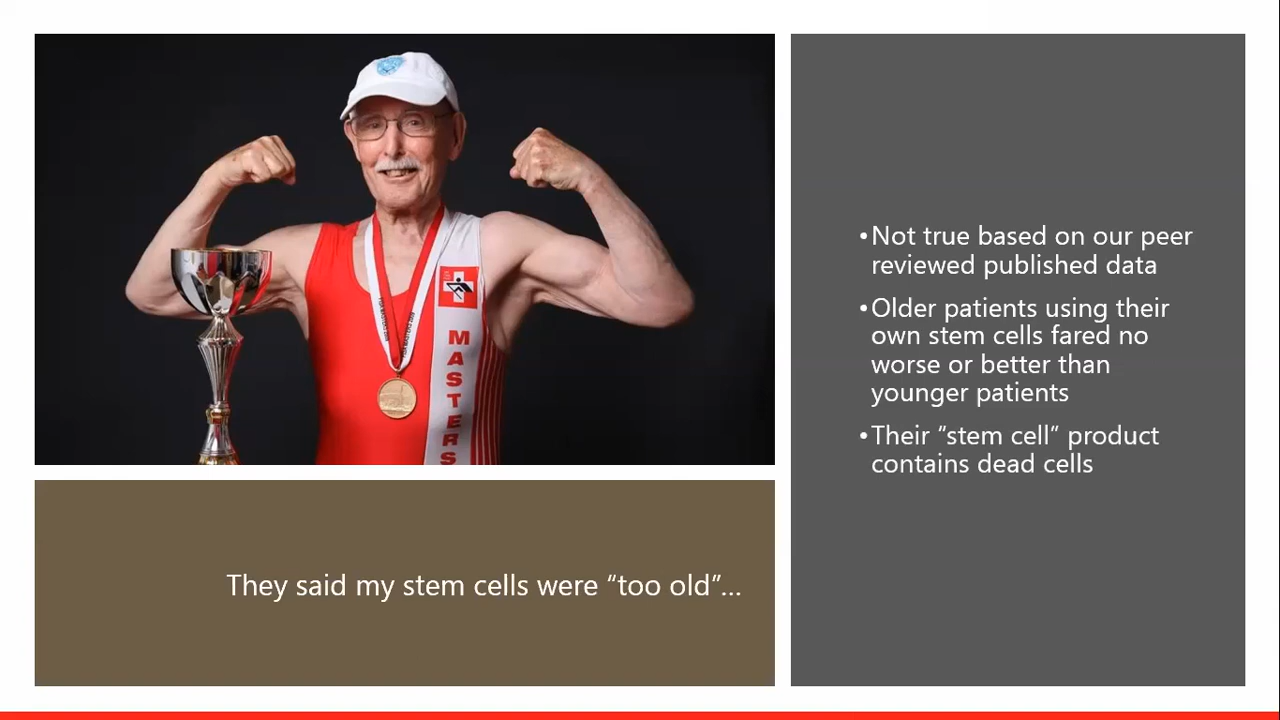 MASTERS
They said my stem cells were “too old”...
•Not true based on our peer
reviewed published data
•Older patients using their
own stem cells fared no
worse or better than
younger patients
•Their “stem cell” product
contains dead cells